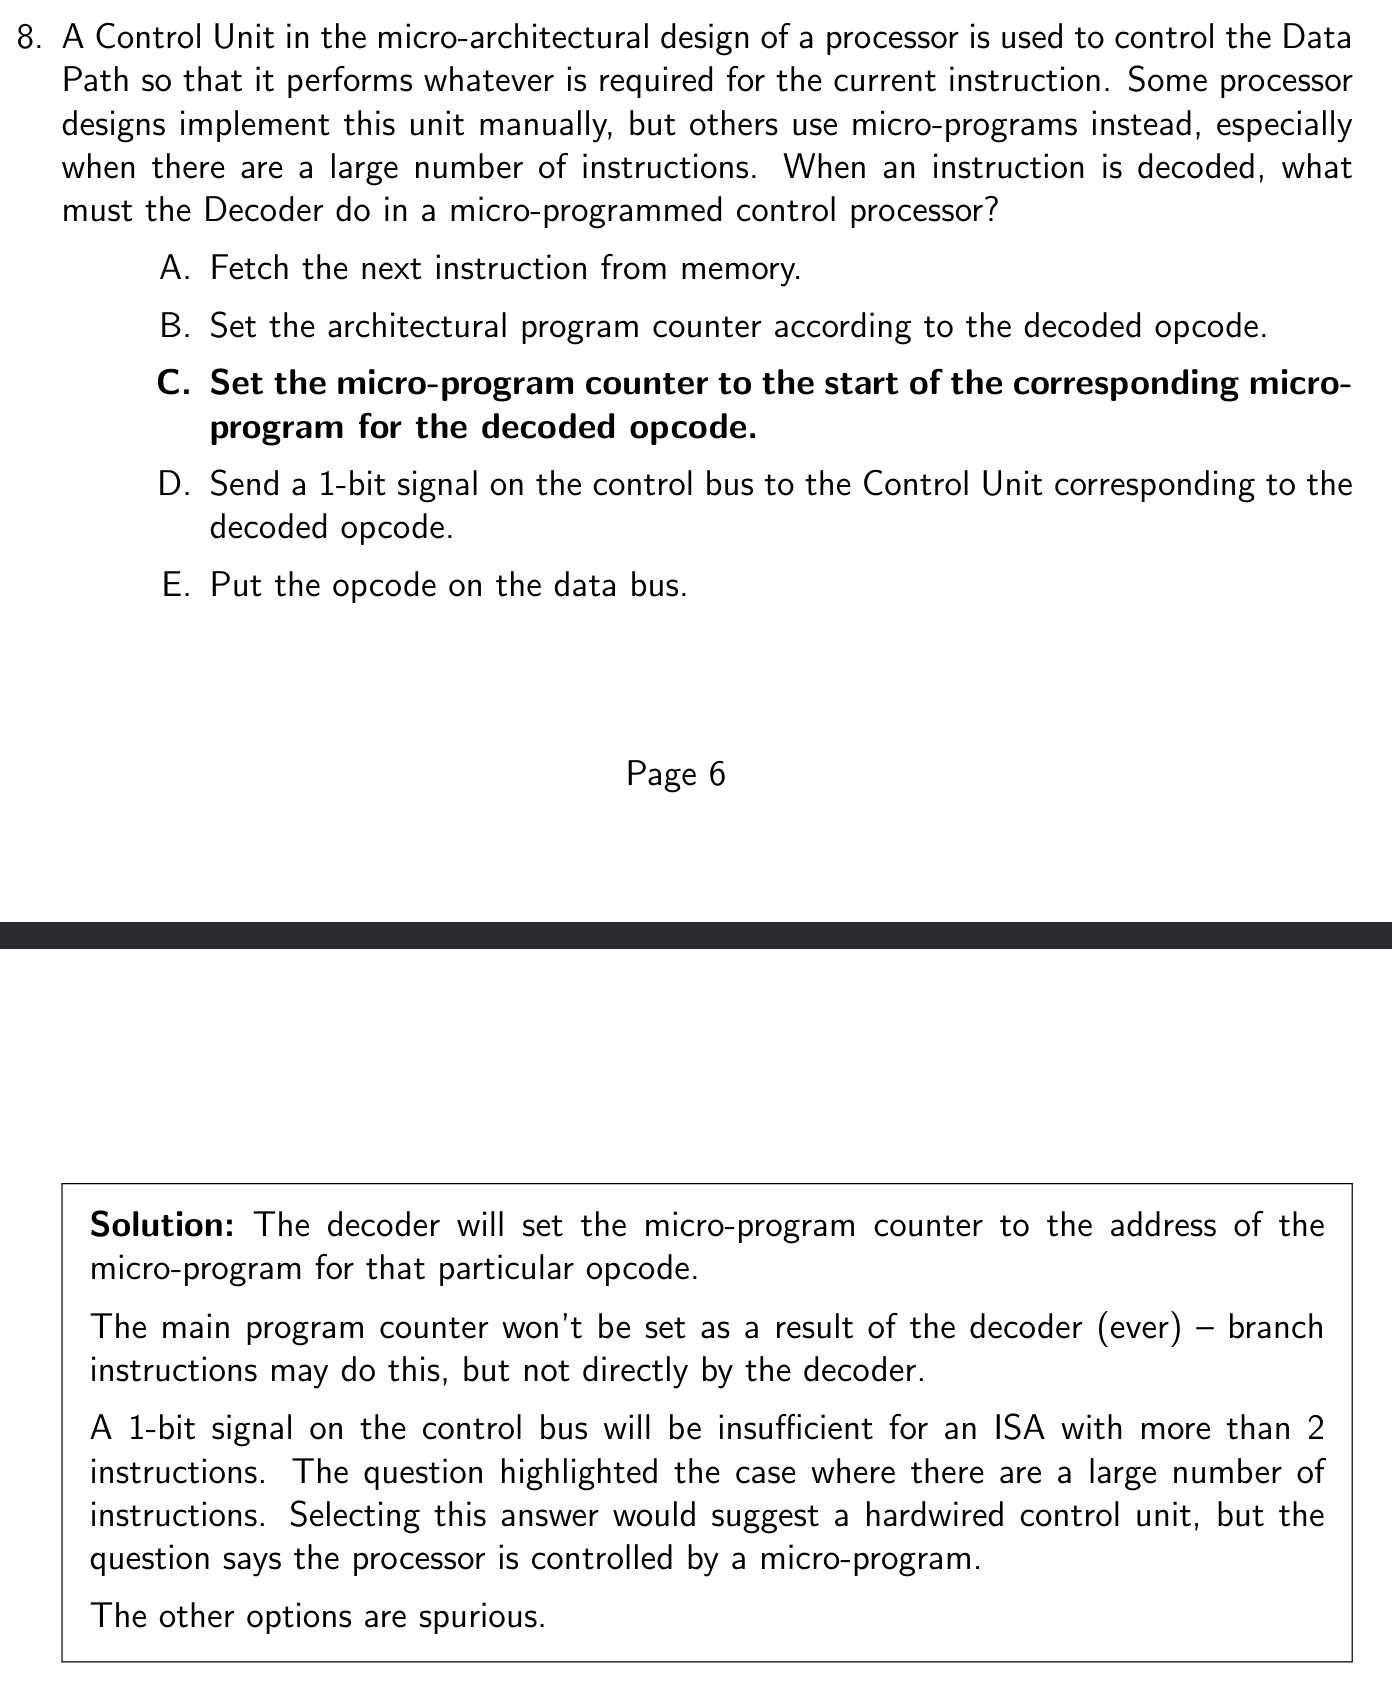 8. A Control Unit in the micro-architectural design of a processor is used to control the Data
Path so that it performs whatever is required for the current instruction. Some processor
designs implement this unit manually, but others use micro-programs instead, especially
when there are a large number of instructions. When an instruction is decoded, what
must the Decoder do in a micro-programmed control processor?
A. Fetch the next instruction from memory.
B. Set the architectural program counter according to the decoded opcode.
C. Set the micro-program counter to the start of the corresponding micro-
program for the decoded opcode.
D. Send a 1-bit signal on the control bus to the Control Unit corresponding to the
decoded opcode.
E. Put the opcode on the data bus.
Page 6
Solution: The decoder will set the micro-program counter to the address of the
micro-program for that particular opcode.
The main program counter won't be set as a result of the decoder (ever) – branch
instructions may do this, but not directly by the decoder.
A 1-bit signal on the control bus will be insufficient for an ISA with more than 2
instructions. The question highlighted the case where there are a large number of
instructions. Selecting this answer would suggest a hardwired control unit, but the
question says the processor is controlled by a micro-program.
The other options are spurious.